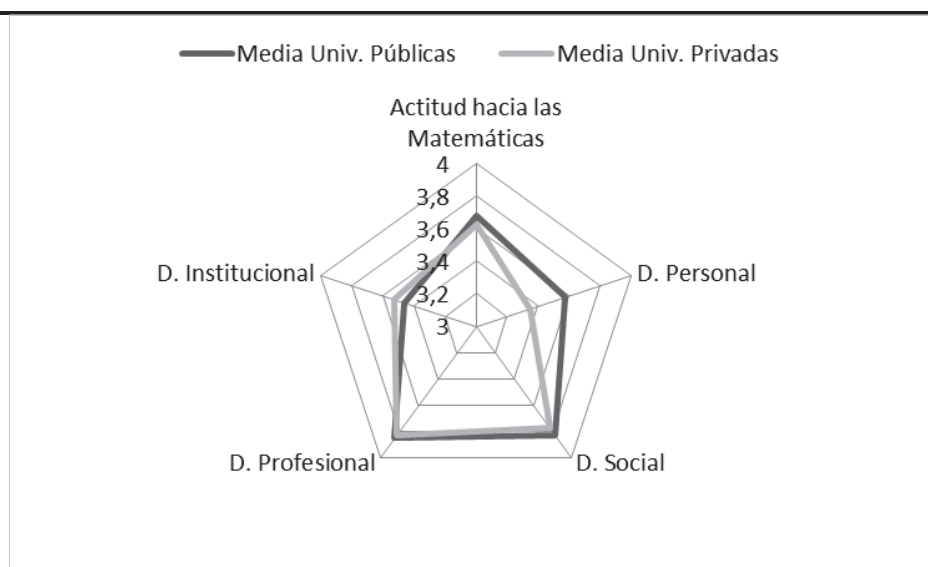 Media Univ. Públicas
Media Univ. Privadas
Actitud hacia las
Matemáticas
4
3,8
3,6
3,4
3,2
3
D. Institucional
D. Personal
D. Profesional
D. Social